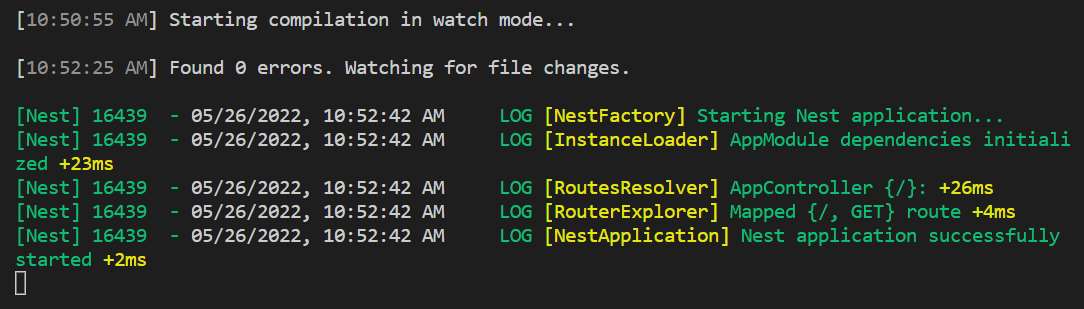 [10:50:55 AM] Starting compilation in watch mode...
[10:52:25 AM] Found 0 errors. Watching for file changes.
[Nest] 16439  - 05/26/2022, 10:52:42 AM     LOG [NestFactory] Starting Nest application...
[Nest] 16439  - 05/26/2022, 10:52:42 AM     LOG [InstanceLoader] AppModule dependencies initiali
zed +23ms
[Nest] 16439  - 05/26/2022, 10:52:42 AM     LOG [RoutesResolver] AppController {/}: +26ms
[Nest] 16439  - 05/26/2022, 10:52:42 AM     LOG [RouterExplorer] Mapped {/, GET} route +4ms
[Nest] 16439  - 05/26/2022, 10:52:42 AM     LOG [NestApplication] Nest application successfully
started +2ms